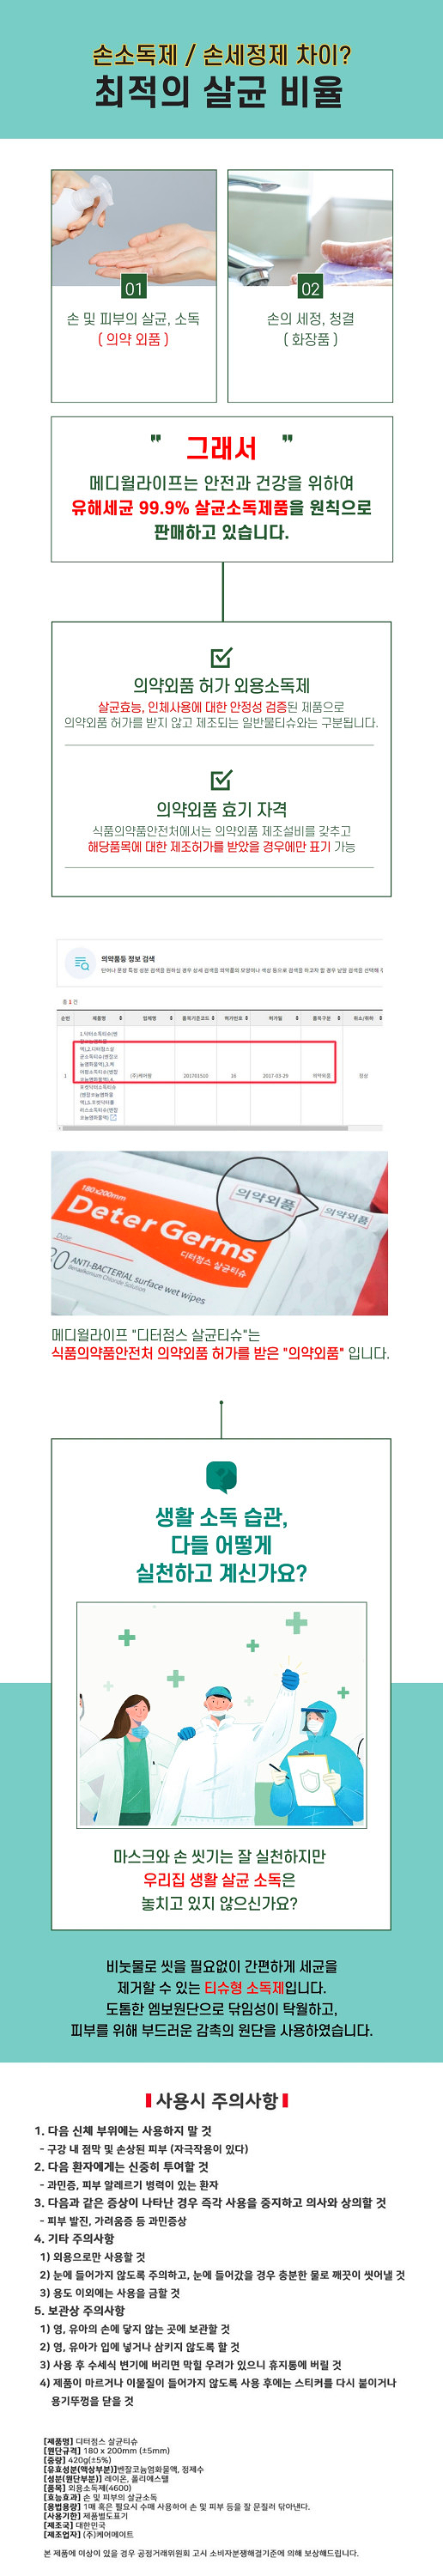 손소독제 / 손세정제 차이?
최적의 살균 비율
01
손 및 피부의 살균, 소독
( 의약 외품 )
02
손의 세정, 청결
( 화장품 )
" 그래서 "
메디월라이프는 안전과 건강을 위하여
유해세균 99.9% 살균소독제품을 원칙으로
판매하고 있습니다.
의약외품 허가 외용소독제
살균효능, 인체사용에 대한 안정성 검증된 제품으로
의약외품 허가를 받지 않고 제조되는 일반물티슈와는 구분됩니다.
의약외품 효기 자격
식품의약품안전처에서는 의약외품 제조설비를 갖추고
해당품목에 대한 제조허가를 받았을 경우에만 표기 가능
의약품등 정보 검색
총 1 건
순번 제품명 업체명 품목기준코드 허가번호 허가일 품목구분 취소/취하
1 (주)케어팜 201701510 16 2017-03-29 의약외품 정상
180x200mm
Deter Germs
디터점스 살균티슈
Date:
ANTI-BACTERIAL surface wet wipes
Benzalkonium Chloride Solution
의약외품
의약외품
메디월라이프 "디터점스 살균티슈"는
식품의약품안전처 의약외품 허가를 받은 "의약외품" 입니다.
생활 소독 습관,
다들 어떻게
실천하고 계신가요?
마스크와 손 씻기는 잘 실천하지만
우리집 생활 살균 소독은
놓치고 있지 않으신가요?
비눗물로 씻을 필요없이 간편하게 세균을
제거할 수 있는 티슈형 소독제입니다.
도톰한 엠보원단으로 닦임성이 탁월하고,
피부를 위해 부드러운 감촉의 원단을 사용하였습니다.
사용시 주의사항
1. 다음 신체 부위에는 사용하지 말 것
- 구강 내 점막 및 손상된 피부 (자극작용이 있다)
2. 다음 환자에게는 신중히 투여할 것
- 과민증, 피부 알레르기 병력이 있는 환자
3. 다음과 같은 증상이 나타난 경우 즉각 사용을 중지하고 의사와 상의할 것
- 피부 발진, 가려움증 등 과민증상
4. 기타 주의사항
1) 외용으로만 사용할 것
2) 눈에 들어가지 않도록 주의하고, 눈에 들어갔을 경우 충분한 물로 깨끗이 씻어낼 것
3) 용도 이외에는 사용을 금할 것
5. 보관상 주의사항
1) 영, 유아의 손에 닿지 않는 곳에 보관할 것
2) 영, 유아가 입에 넣거나 삼키지 않도록 할 것
3) 사용 후 수세식 변기에 버리면 막힐 우려가 있으니 휴지통에 버릴 것
4) 제품이 마르거나 이물질이 들어가지 않도록 사용 후에는 스티커를 다시 붙이거나
용기뚜껑을 닫을 것
[제품명] 디터점스 살균티슈
[원단규격] 180 x 200mm (±5mm)
[중량] 420g(±5%)
[유효성분(액상부분)]벤잘코늄염화물액, 정제수
[성분(원단부분)] 레이온, 폴리에스텔
[품목] 외용소독제(4600)
[효능효과] 손 및 피부의 살균소독
[용법용량] 1매 혹은 필요시 수매 사용하여 손 및 피부 등을 잘 문질러 닦아낸다.
[사용기한] 제품별도표기
[제조국] 대한민국
[제조업자] (주)케어메이트
본 제품에 이상이 있을 경우 공정거래위원회 고시 소비자분쟁해결기준에 의해 보상해드립니다.